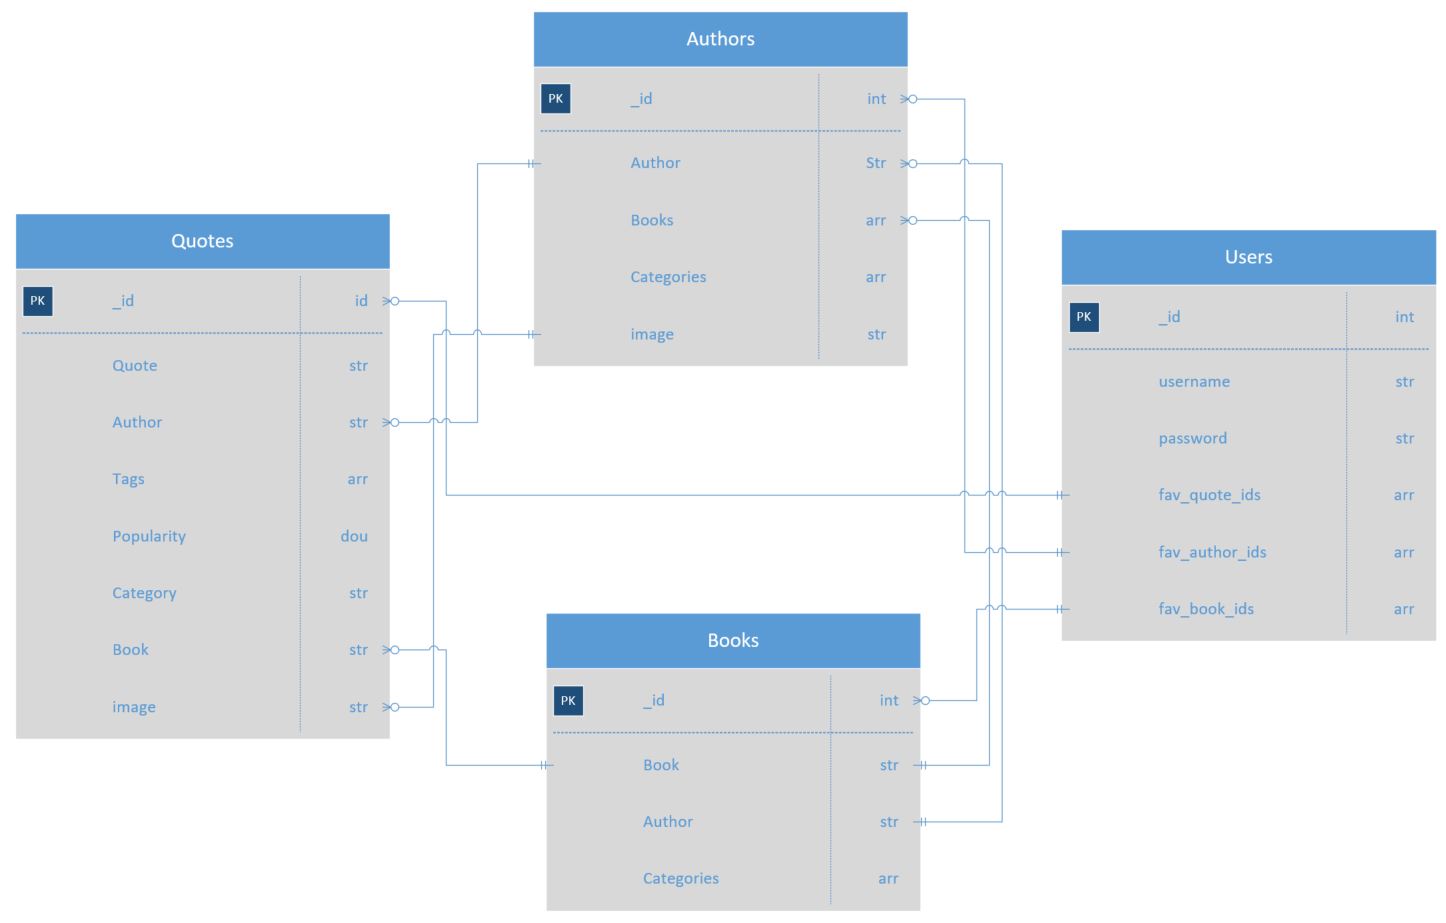 Authors
PK _id int
Author Str
Books arr
Categories arr
image str
Quotes
PK _id id
Quote str
Author str
Tags arr
Popularity dou
Category str
Book str
image str
Users
PK _id int
username str
password str
fav_quote_ids arr
fav_author_ids arr
fav_book_ids arr
Books
PK _id int
Book str
Author str
Categories arr